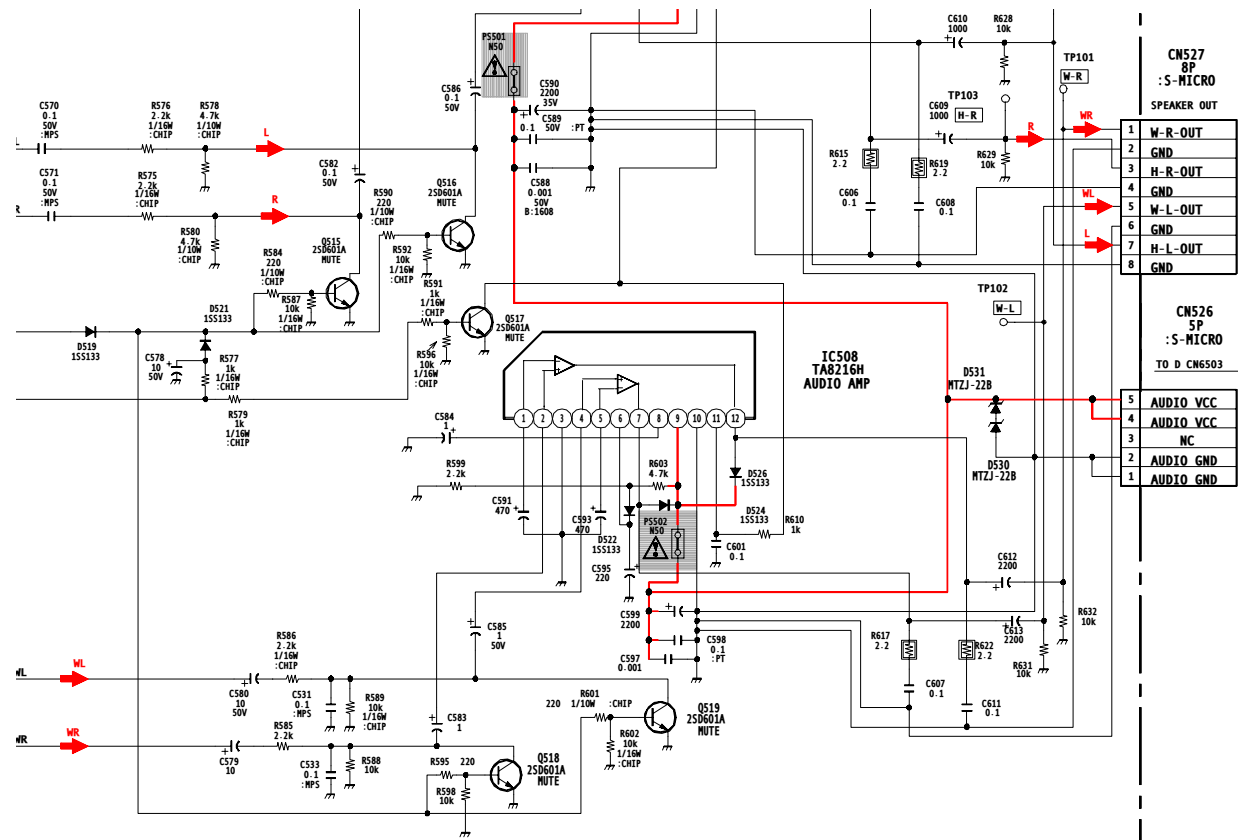 C570
0.1
50V
:MPS
R576
2.2k
1/16W
:CHIP
R578
4.7k
1/10W
:CHIP
L
C571
0.1
50V
:MPS
R575
2.2k
1/16W
:CHIP
R
R
R580
4.7k
1/10W
:CHIP
C582
0.1
50V
C586
0.1
50V
PS501
N50
C590
2200
35V
C589
0.1 50V :PT
C588
0.001
50V
B:1608
R590
220
1/10W
:CHIP
Q516
2SD601A
MUTE
R592
10k
1/16W
:CHIP
Q515
2SD601A
MUTE
R584
220
1/10W
:CHIP
R587
10k
1/16W
:CHIP
R591
1k
1/16W
:CHIP
Q517
2SD601A
MUTE
R596
10k
1/16W
:CHIP
D519
1SS133
D521
1SS133
C578
10
50V
R577
1k
1/16W
:CHIP
R579
1k
1/16W
:CHIP
C610
1000
R628
10k
TP101
W-R
TP103
H-R
C609
1000
R
WR
R615
2.2
R619
2.2
R629
10k
C606
0.1
C608
0.1
WL
L
TP102
W-L
CN527
8P
:S-MICRO
SPEAKER OUT
1 W-R-OUT
2 GND
3 H-R-OUT
4 GND
5 W-L-OUT
6 GND
7 H-L-OUT
8 GND
CN526
5P
:S-MICRO
TO D CN6503
5 AUDIO VCC
4 AUDIO VCC
3 NC
2 AUDIO GND
1 AUDIO GND
IC508
TA8216H
AUDIO AMP
1 2 3 4 5 6 7 8 9 10 11 12
D531
MTZJ-22B
D530
MTZJ-22B
C584
1
R599
2.2k
R603
4.7k
D526
1SS133
C591
470
C593
470
D522
1SS133
PS502
N50
D524
1SS133
R610
1k
C601
0.1
C595
220
C599
2200
C598
0.1
:PT
C597
0.001
C612
2200
C613
2200
R632
10k
R631
10k
R617
2.2
R622
2.2
C607
0.1
C611
0.1
C585
1
50V
WL
WL
R586
2.2k
1/16W
:CHIP
C580
10
50V
C531
0.1
:MPS
R589
10k
1/16W
:CHIP
WR
WR
R585
2.2k
C579
10
C533
0.1
:MPS
R588
10k
C583
1
R601
220 1/10W :CHIP
R602
10k
1/16W
:CHIP
Q519
2SD601A
MUTE
R595 220
R598
10k
Q518
2SD601A
MUTE